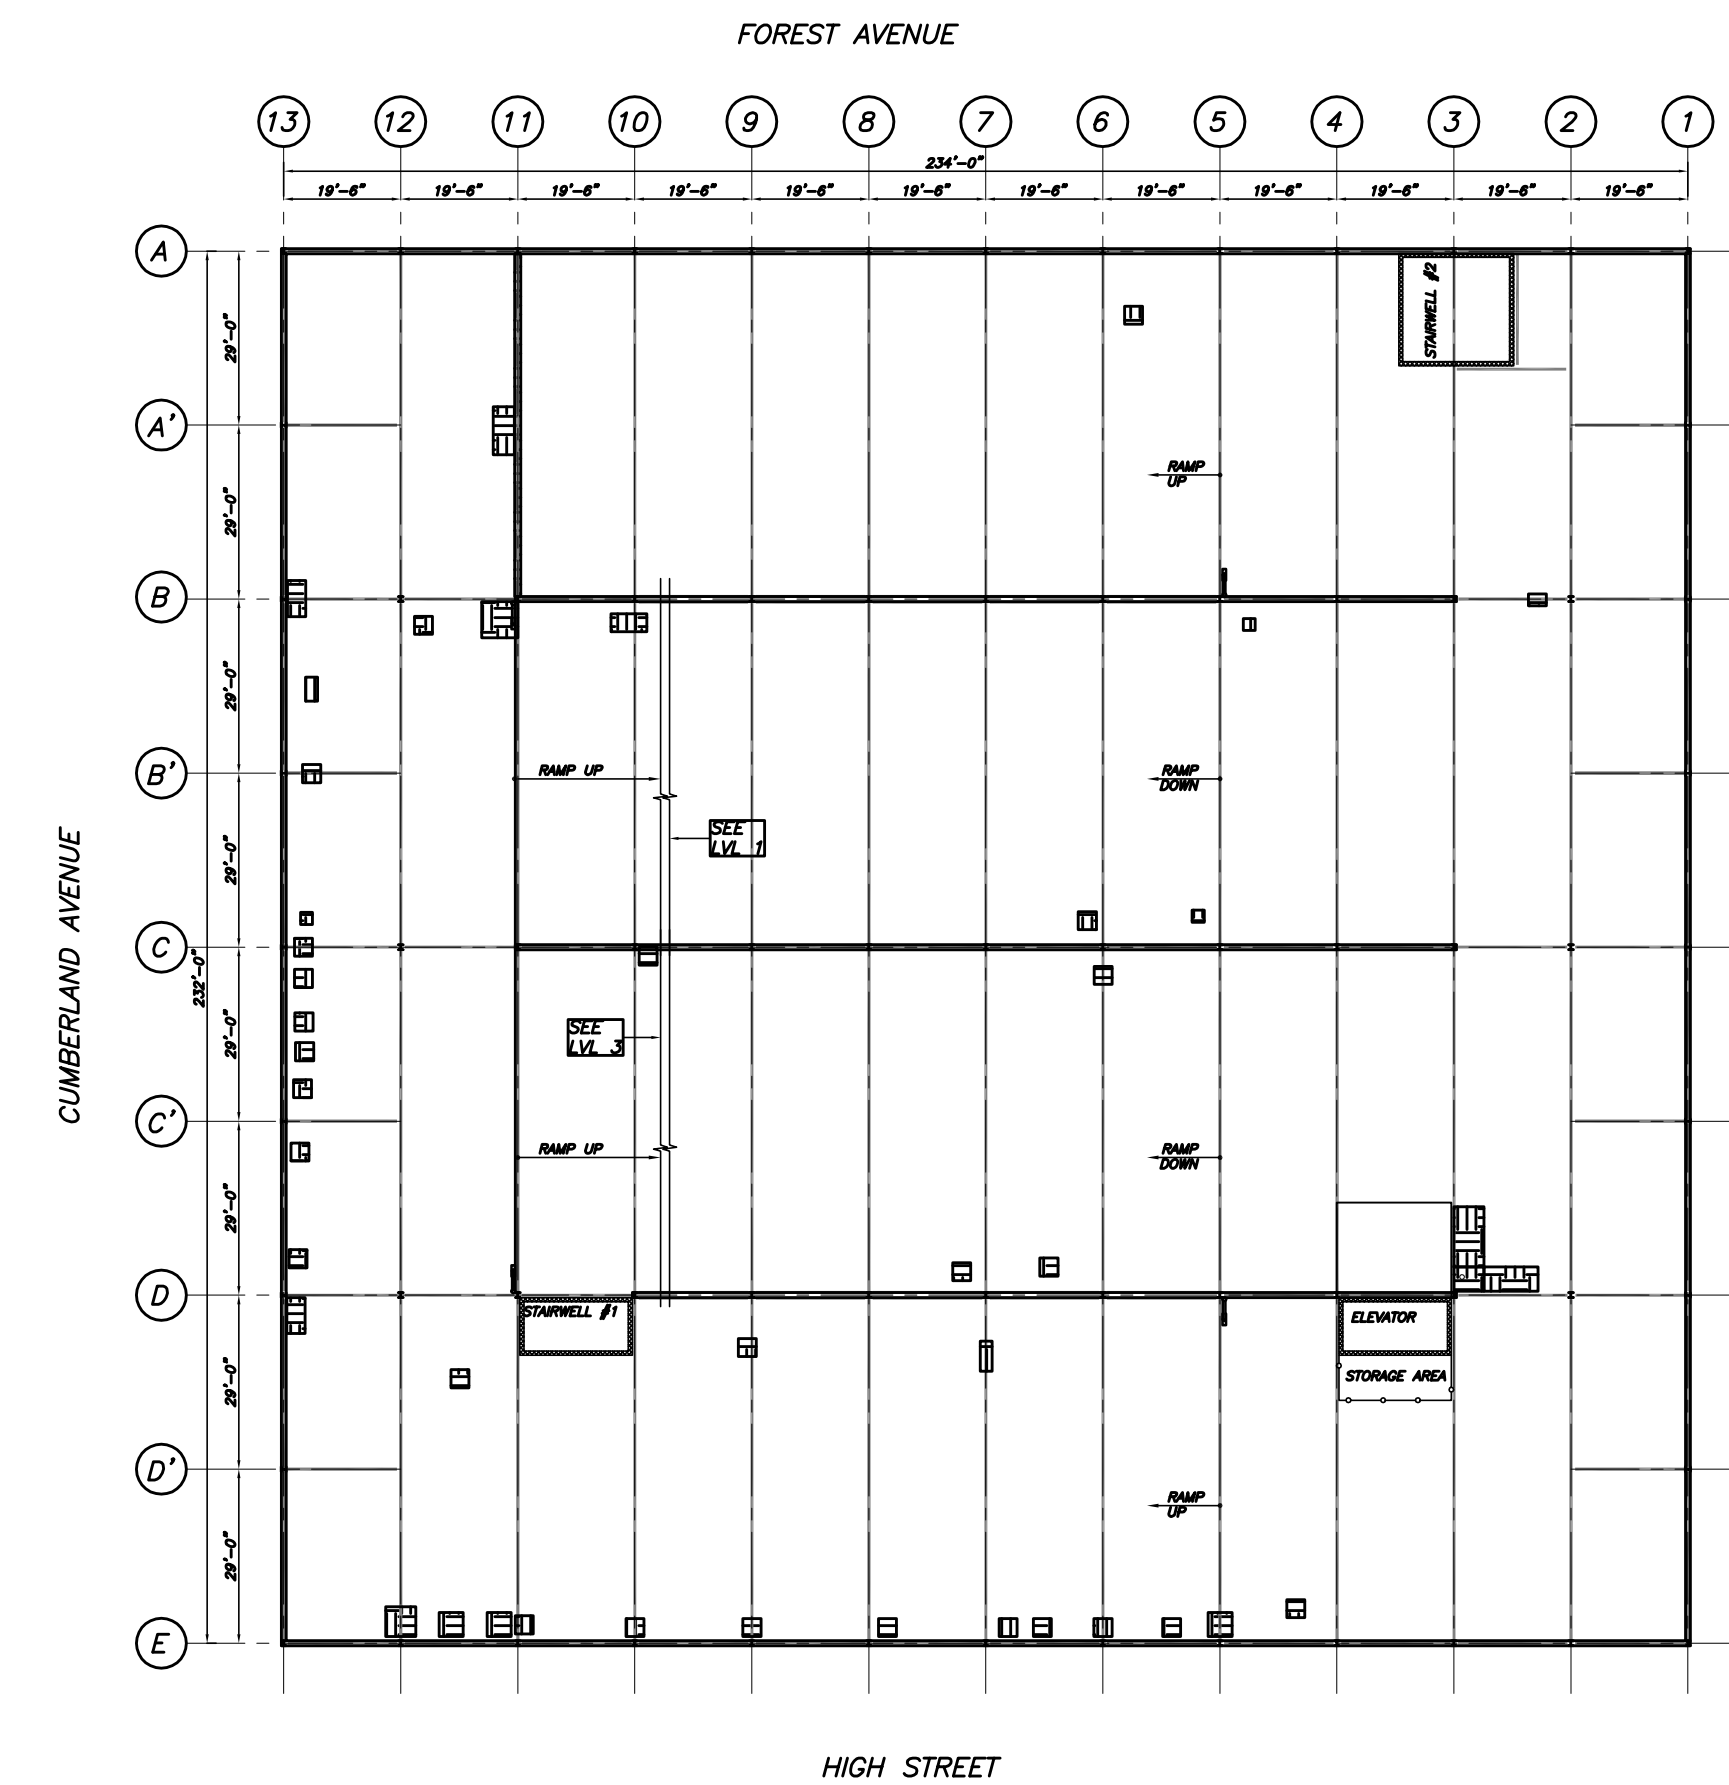 FOREST AVENUE
13 12 11 10 9 8 7 6 5 4 3 2 1
234'-0"
19'-6" 19'-6" 19'-6" 19'-6" 19'-6" 19'-6" 19'-6" 19'-6" 19'-6" 19'-6" 19'-6" 19'-6"
A
STAIRWELL #2
29'-0"
A'
RAMP
UP
29'-0"
B
29'-0"
B'
RAMP UP
RAMP
DOWN
SEE
LVL 1
29'-0"
CUMBERLAND AVENUE
C
232'-0"
29'-0"
SEE
LVL 3
C'
RAMP UP
RAMP
DOWN
29'-0"
D
STAIRWELL #1
ELEVATOR
STORAGE AREA
29'-0"
D'
RAMP
UP
29'-0"
E
HIGH STREET